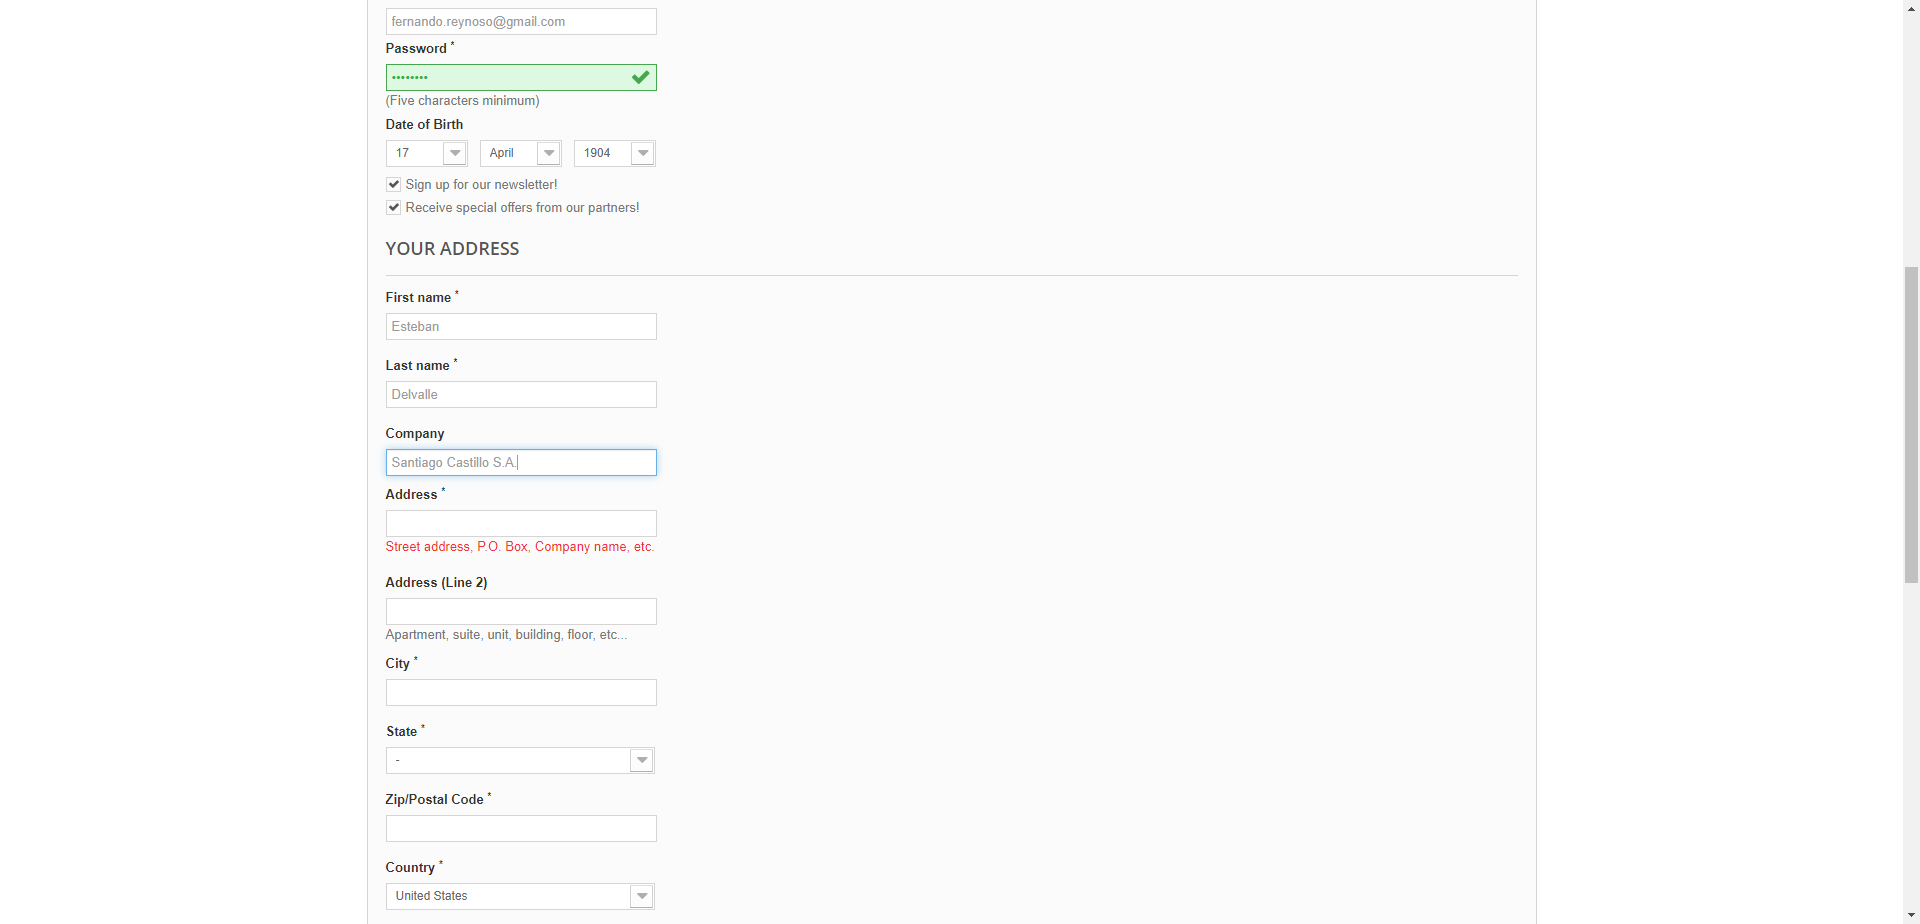 fernando.reynoso@gmail.com
Password *
••••••••
(Five characters minimum)
Date of Birth
17 April 1904
Sign up for our newsletter!
Receive special offers from our partners!
YOUR ADDRESS
First name *
Esteban
Last name *
Delvalle
Company
Santiago Castillo S.A.
Address *
Street address, P.O. Box, Company name, etc.
Address (Line 2)
Apartment, suite, unit, building, floor, etc...
City *
State *
-
Zip/Postal Code *
Country *
United States